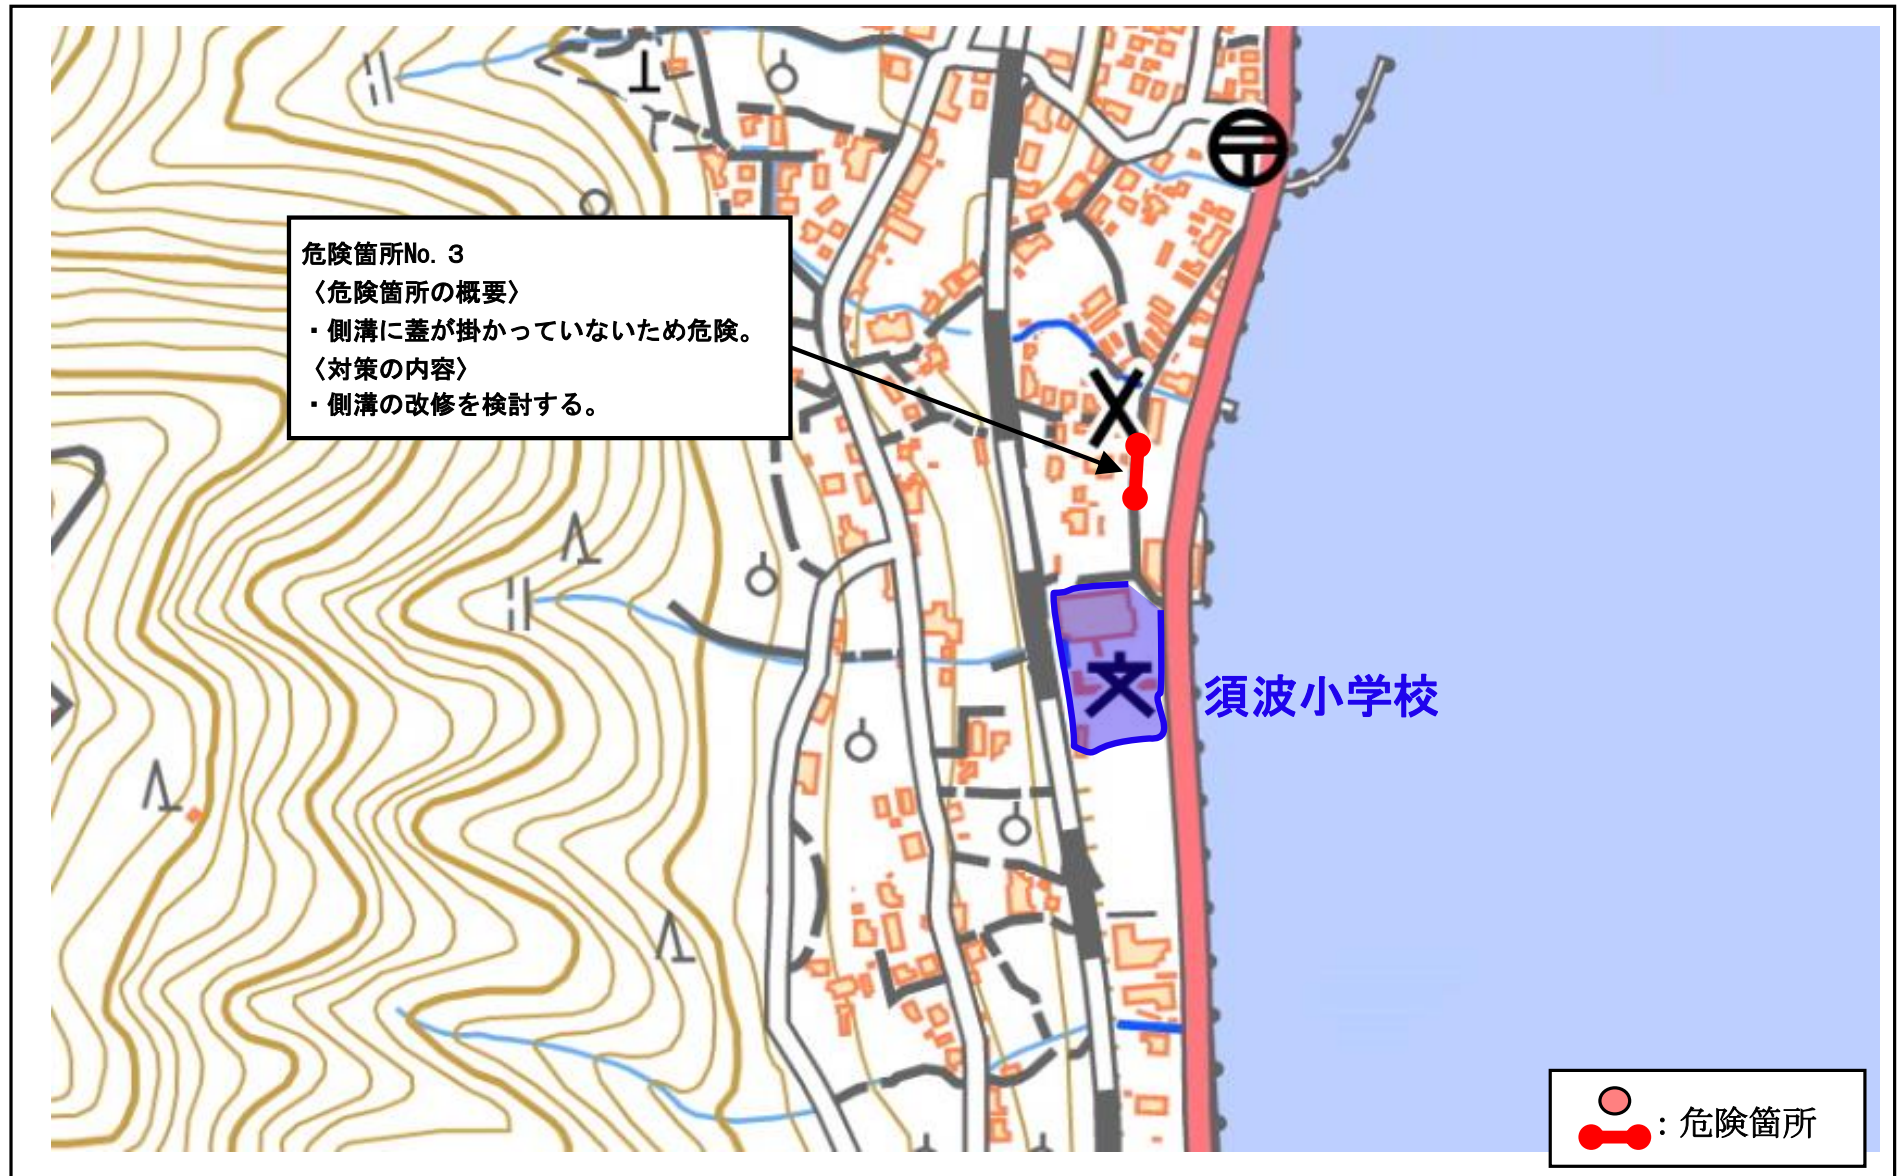 危険箇所No. 3
〈危険箇所の概要〉
・側溝に蓋が掛かっていないため危険。
〈対策の内容〉
・側溝の改修を検討する。
須波小学校
：危険箇所